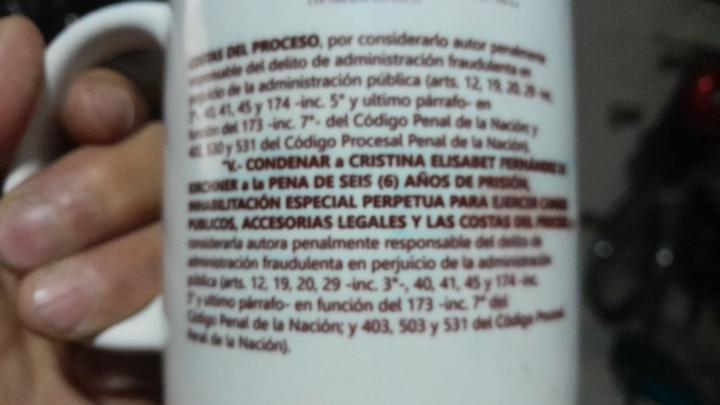 COSTAS DEL PROCESO, por considerarlo autor penalmente
responsable del delito de administración fraudulenta en
perjuicio de la administración pública (arts. 12, 19, 20, 29 -inc.
3°, 40, 41, 45 y 174 -inc. 5° y ultimo párrafo- en
función del 173 -inc. 7°- del Código Penal de la Nación; y
530 y 531 del Código Procesal Penal de la Nación).
"V.- CONDENAR a CRISTINA ELISABET FERNÁNDEZ DE
KIRCHNER a la PENA DE SEIS (6) AÑOS DE PRISIÓN,
INHABILITACIÓN ESPECIAL PERPETUA PARA EJERCER CARGOS
PUBLICOS, ACCESORIAS LEGALES Y LAS COSTAS DEL PROCESO
considerarla autora penalmente responsable del delito de
administración fraudulenta en perjuicio de la administración
pública (arts. 12, 19, 20, 29 -inc. 3°-, 40, 41, 45 y 174 -inc.
5° y ultimo párrafo- en función del 173 -inc. 7° del
Código Penal de la Nación; y 403, 503 y 531 del Código Procesal
Penal de la Nación).